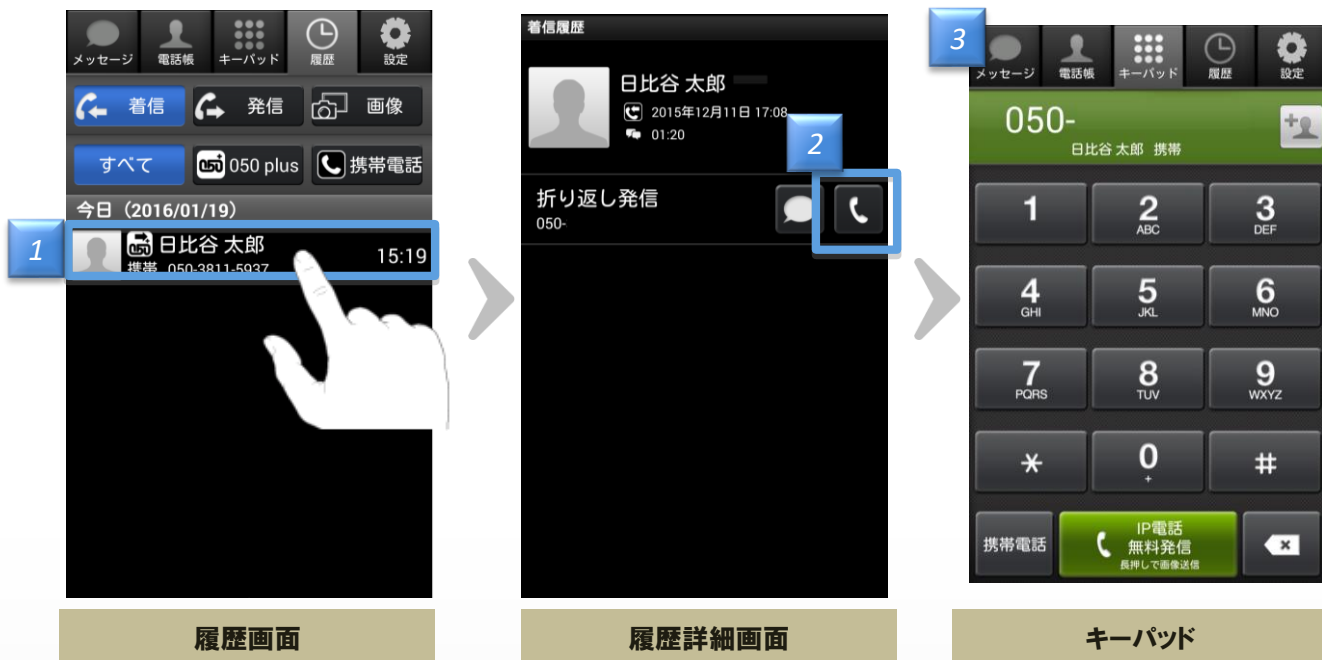 メッセージ
電話帳
キーパッド
履歴
設定
着信
発信
画像
すべて
050 050 plus
携帯電話
今日（2016/01/19）
1
050 日比谷 太郎
携帯 050-3811-5937
15:19
履歴画面
着信履歴
日比谷 太郎
2015年12月11日 17:08
01:20
2
折り返し発信
050-
履歴詳細画面
3
メッセージ
電話帳
キーパッド
履歴
設定
050-
日比谷 太郎 携帯
1
2
ABC
3
DEF
4
GHI
5
JKL
6
MNO
7
PQRS
8
TUV
9
WXYZ
*
0
+
#
携帯電話
IP電話
無料発信
長押しで画像送信
キーパッド